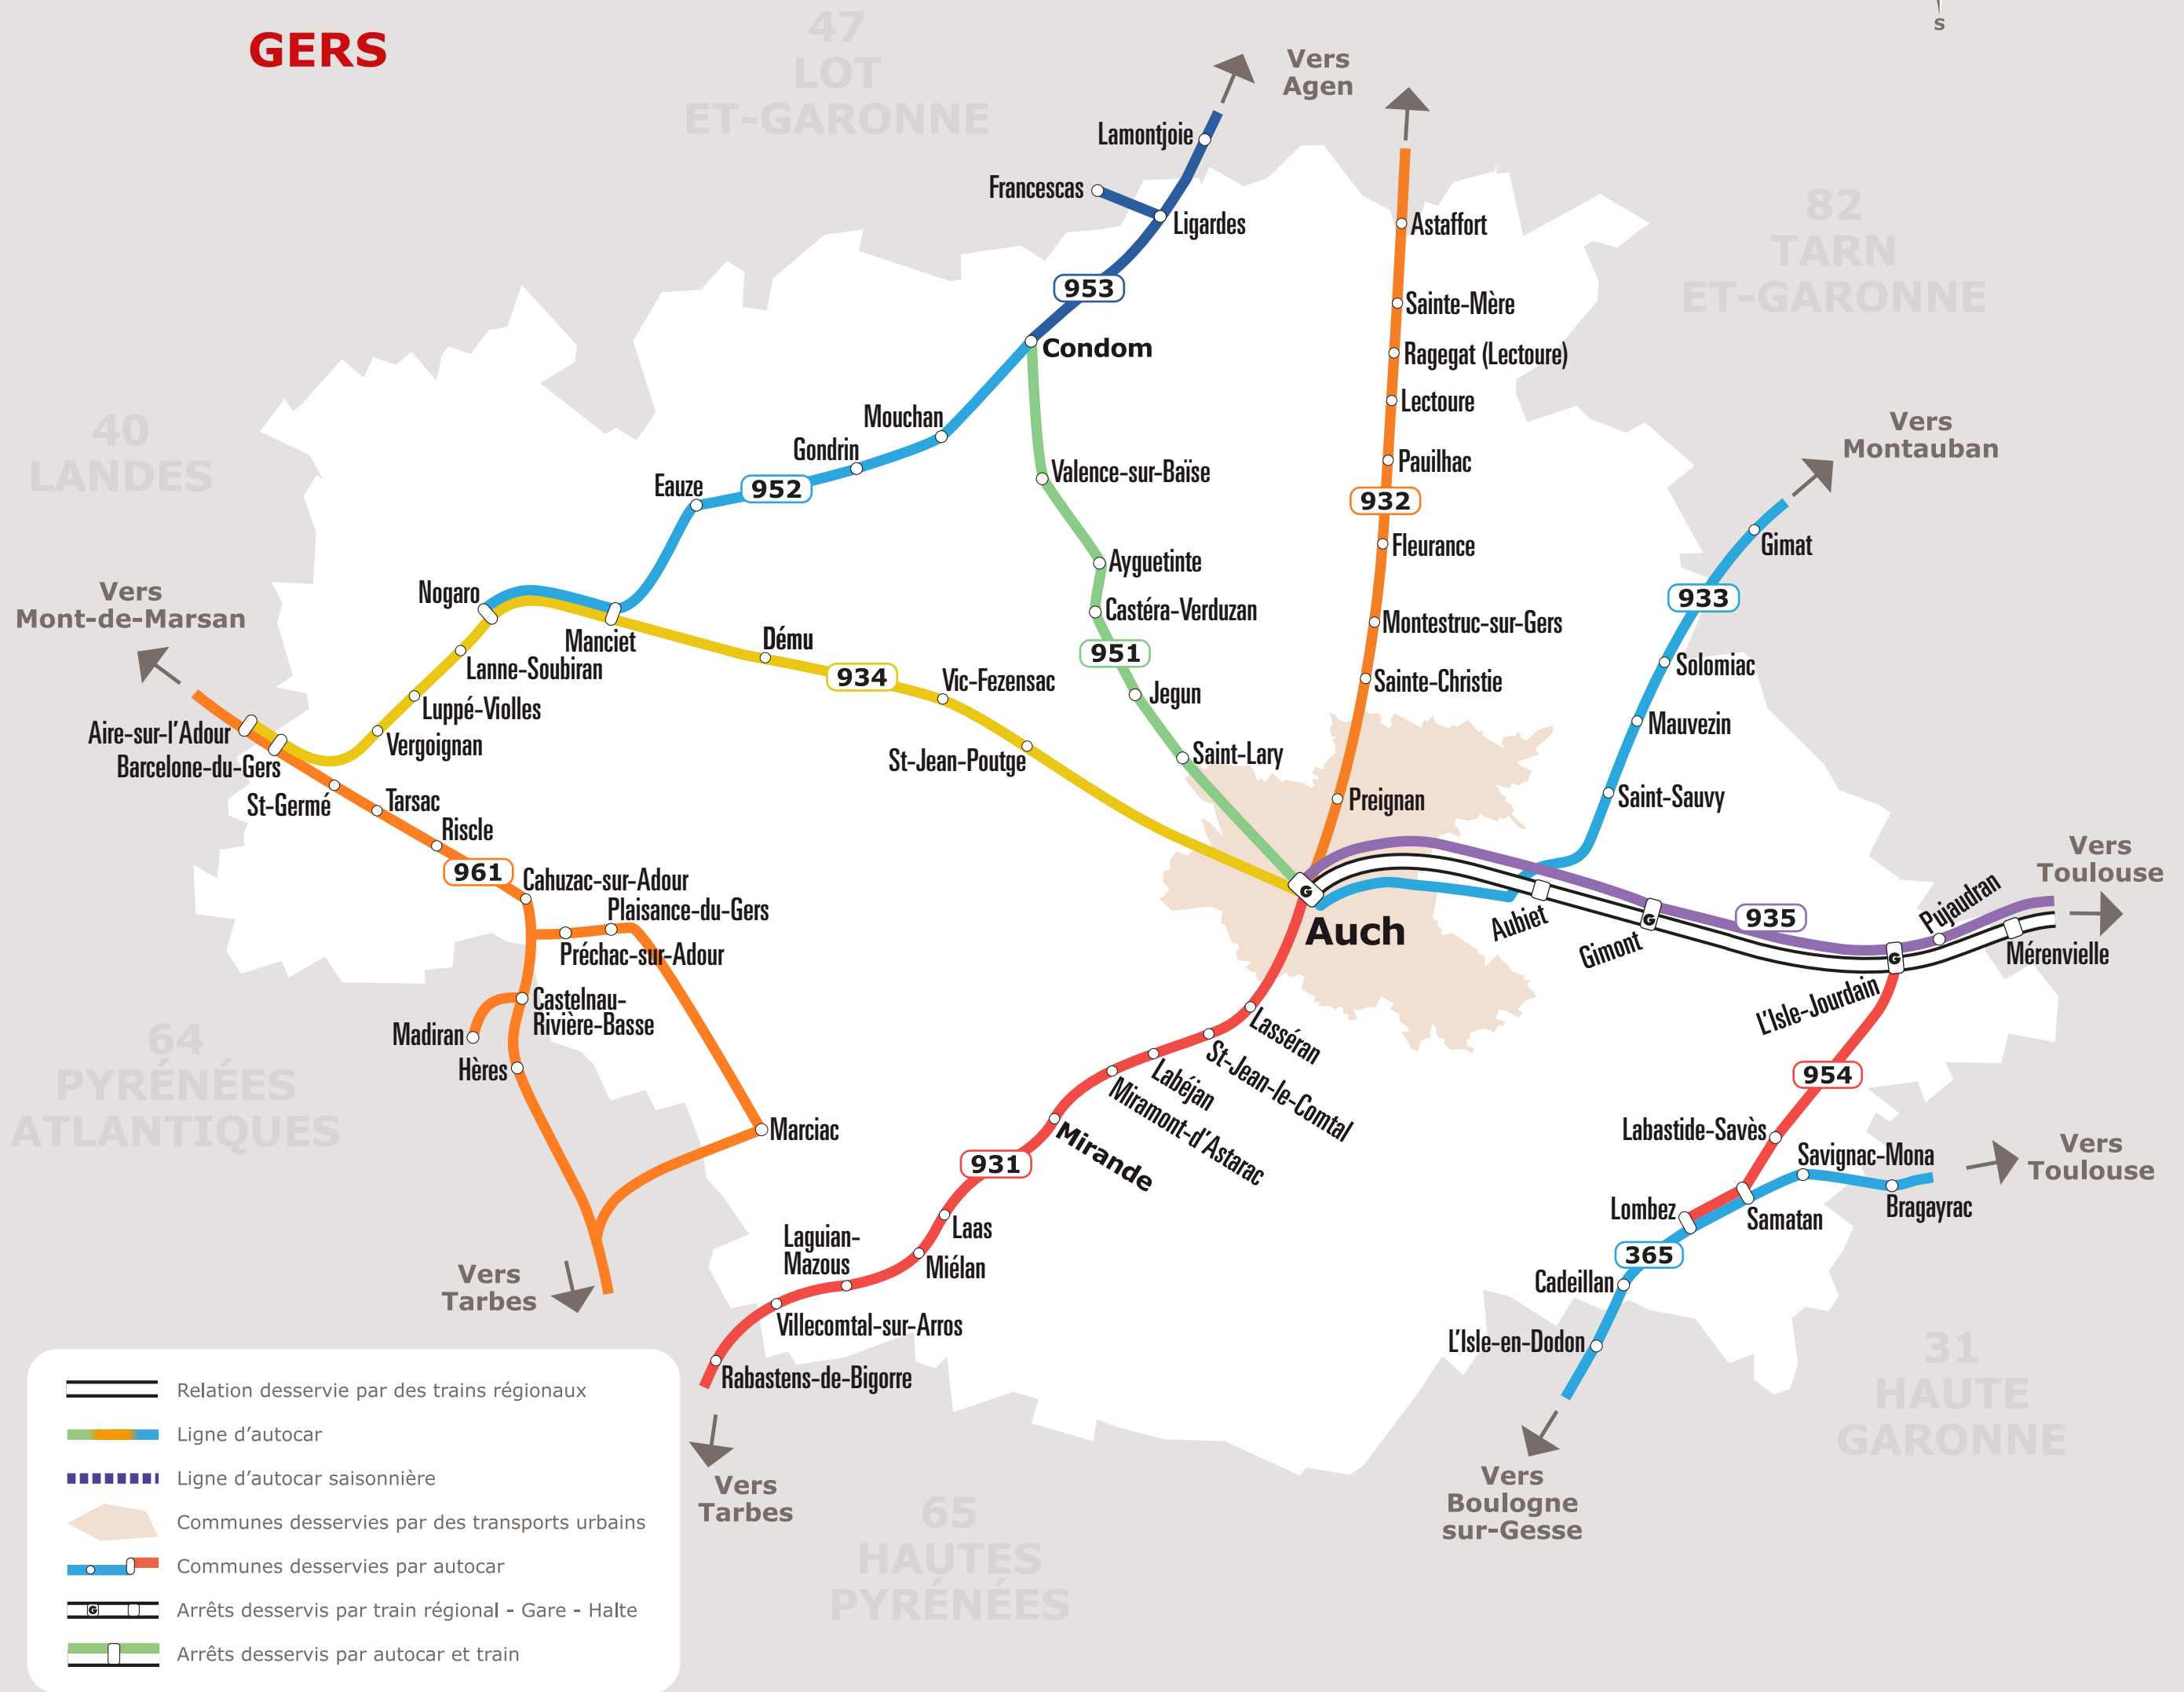 S
GERS
47
LOT
ET-GARONNE
Vers
Agen
Lamontjoie
Francescas
Ligardes
Astaffort
82
TARN
ET-GARONNE
953
Sainte-Mère
Condom
Ragegat (Lectoure)
Lectoure
40
LANDES
Mouchan
Gondrin
Vers
Montauban
Eauze
952
Valence-sur-Baïse
Pauilhac
932
Fleurance
Gimat
Ayguetinte
933
Vers
Mont-de-Marsan
Nogaro
Manciet
Castéra-Verduzan
Montestruc-sur-Gers
Dému
951
Lanne-Soubiran
934
Vic-Fezensac
Jegun
Sainte-Christie
Solomiac
Luppé-Violles
Mauvezin
Aire-sur-l'Adour
Vergoignan
St-Jean-Poutge
Saint-Lary
Barcelone-du-Gers
St-Germé
Tarsac
Preignan
Saint-Sauvy
Riscle
961
Cahuzac-sur-Adour
Vers
Toulouse
Plaisance-du-Gers
Préchac-sur-Adour
G
Auch
Aubiet
G
Gimont
935
Pujaudran
G
Mérenvielle
L'Isle-Jourdain
Castelnau-
Rivière-Basse
Madiran
Hères
64
PYRÉNÉES
ATLANTIQUES
Lasséran
St-Jean-le-Comtal
Labéjan
Miramont-d'Astarac
Mirande
954
Marciac
931
Labastide-Savès
Savignac-Mona
Vers
Toulouse
Bragayrac
Lombez
Samatan
Laas
Laguian-
Mazous
Miélan
365
Cadeillan
Vers
Tarbes
Villecomtal-sur-Arros
L'Isle-en-Dodon
Rabastens-de-Bigorre
31
HAUTE
GARONNE
Vers
Tarbes
Vers
Boulogne
sur-Gesse
65
HAUTES
PYRÉNÉES
Relation desservie par des trains régionaux
Ligne d'autocar
Ligne d'autocar saisonnière
Communes desservies par des transports urbains
Communes desservies par autocar
G
Arrêts desservis par train régional - Gare - Halte
Arrêts desservis par autocar et train